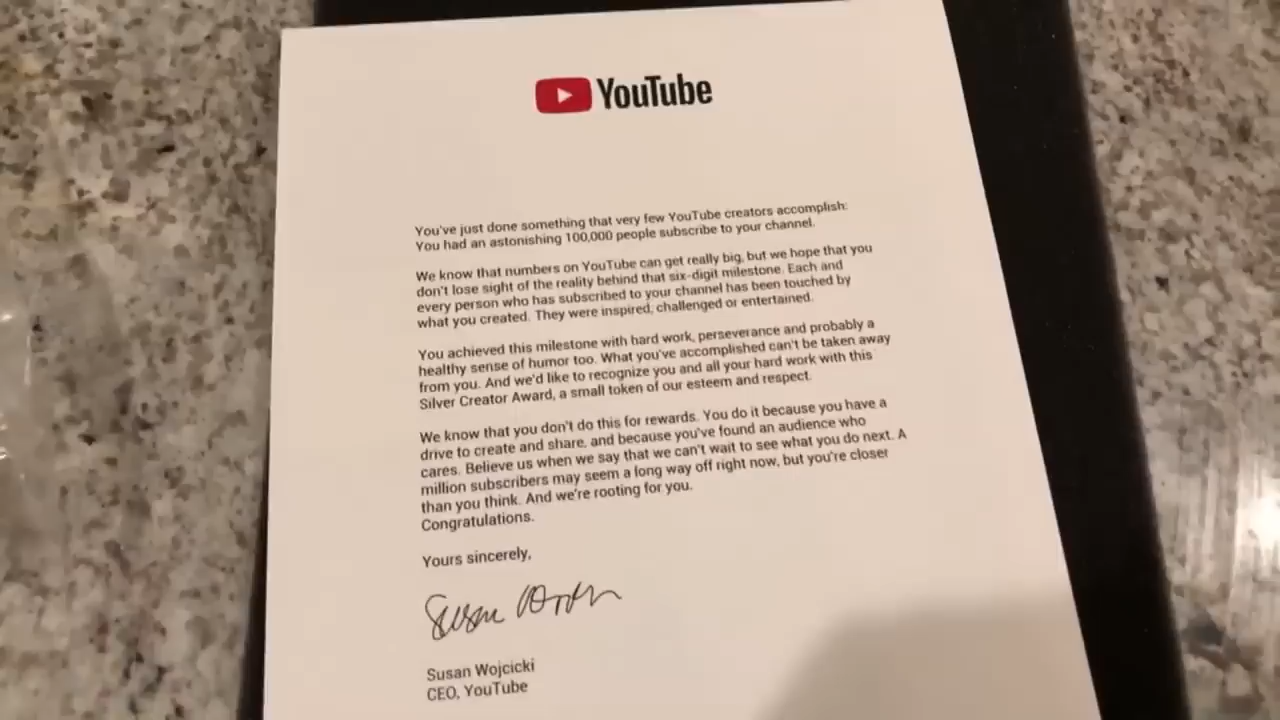 YouTube
You've just done something that very few YouTube creators accomplish:
You had an astonishing 100,000 people subscribe to your channel.
We know that numbers on YouTube can get really big, but we hope that you
don't lose sight of the reality behind that six-digit milestone. Each and
every person who has subscribed to your channel has been touched by
what you created. They were inspired, challenged or entertained.
You achieved this milestone with hard work, perseverance and probably a
healthy sense of humor too. What you've accomplished can't be taken away
from you. And we'd like to recognize you and all your hard work with this
Silver Creator Award, a small token of our esteem and respect.
We know that you don't do this for rewards. You do it because you have a
drive to create and share, and because you've found an audience who
cares. Believe us when we say that we can't wait to see what you do next. A
million subscribers may seem a long way off right now, but you're closer
than you think. And we're rooting for you.
Congratulations.
Yours sincerely,
Susan
Susan Wojcicki
CEO, YouTube